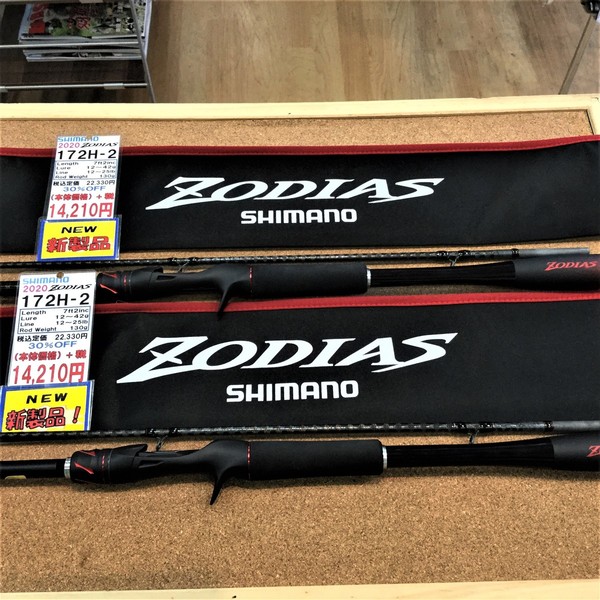 SHIMANO
2020 ZODIAS
172H-2
Length 7ft2inc
Lure 12~42g
Line 12~25lb
Rod Weight 130g
税込定価 22,330円
30%OFF
(本体価格)+税
14,210円
NEW
新製品
ZODIAS
SHIMANO
ZODIAS
SHIMANO
2020 ZODIAS
172H-2
Length 7ft2inc
Lure 12~42g
Line 12~25lb
Rod Weight 130g
税込定価 22,330円
30%OFF
(本体価格)+税
14,210円
NEW
新製品!
ZODIAS
SHIMANO